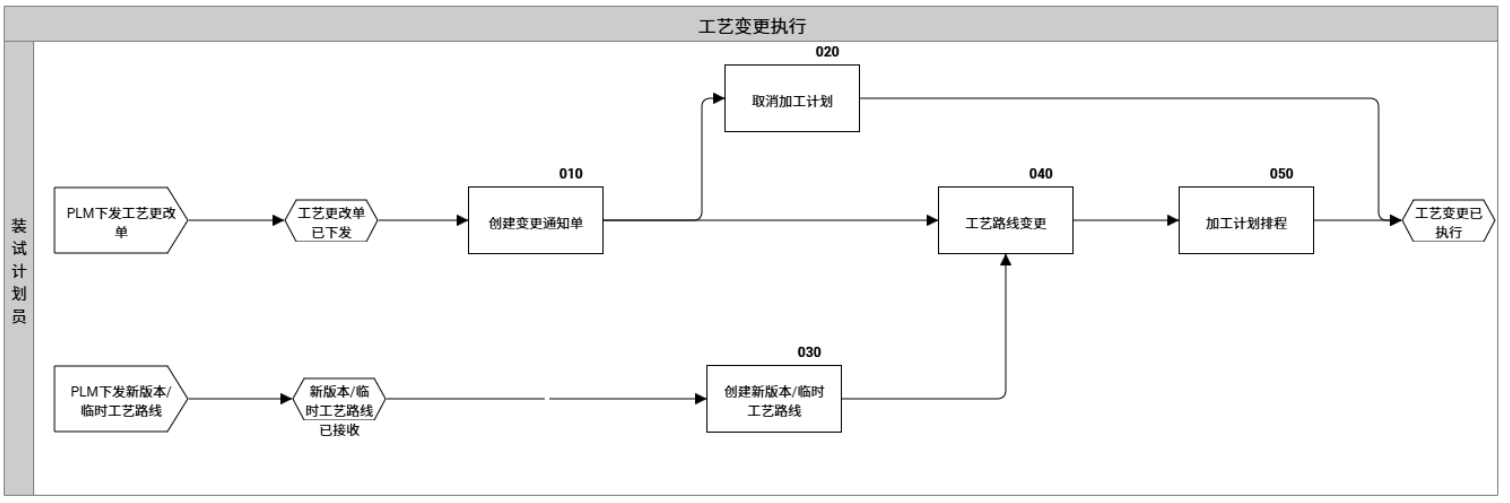 工艺变更执行
装
试
计
划
员
020
取消加工计划
010
040
050
PLM下发工艺更改
单
工艺更改单
已下发
创建变更通知单
工艺路线变更
加工计划排程
工艺变更已
执行
030
PLM下发新版本/
临时工艺路线
新版本/临
时工艺路线
已接收
创建新版本/临时
工艺路线